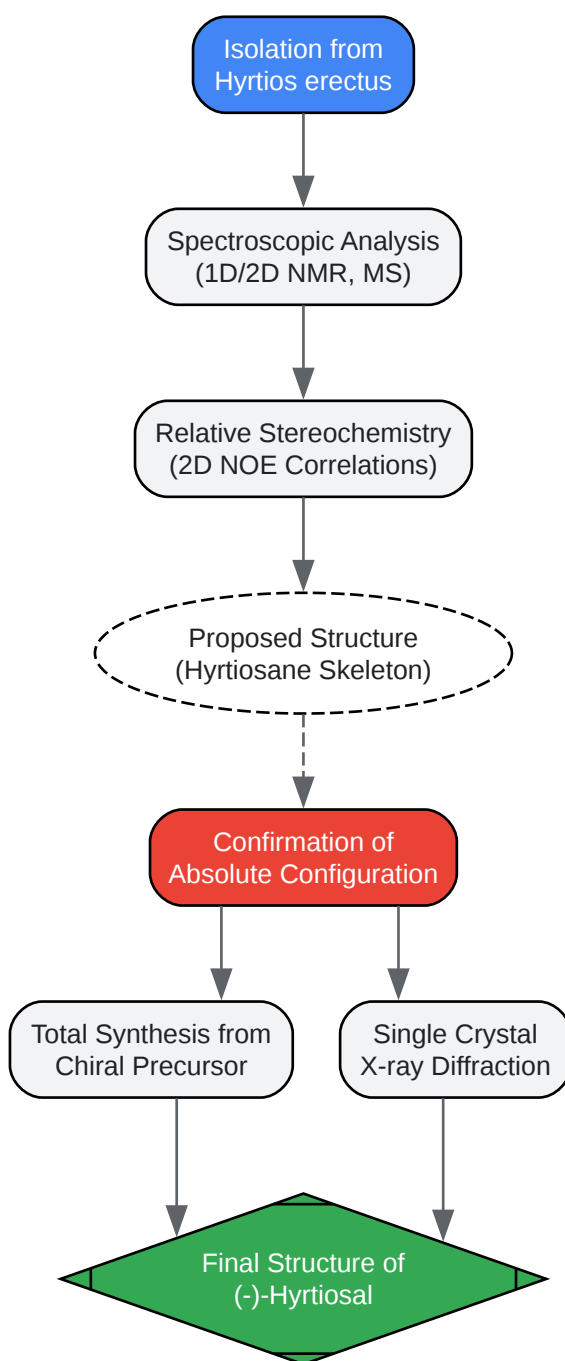 Isolation from
Hyrtios erectus
Spectroscopic Analysis
(1D/2D NMR, MS)
Relative Stereochemistry
(2D NOE Correlations)
Proposed Structure
(Hyrtiosane Skeleton)
Confirmation of
Absolute Configuration
Total Synthesis from
Chiral Precursor
Single Crystal
X-ray Diffraction
Final Structure of
(-)-Hyrtiosal